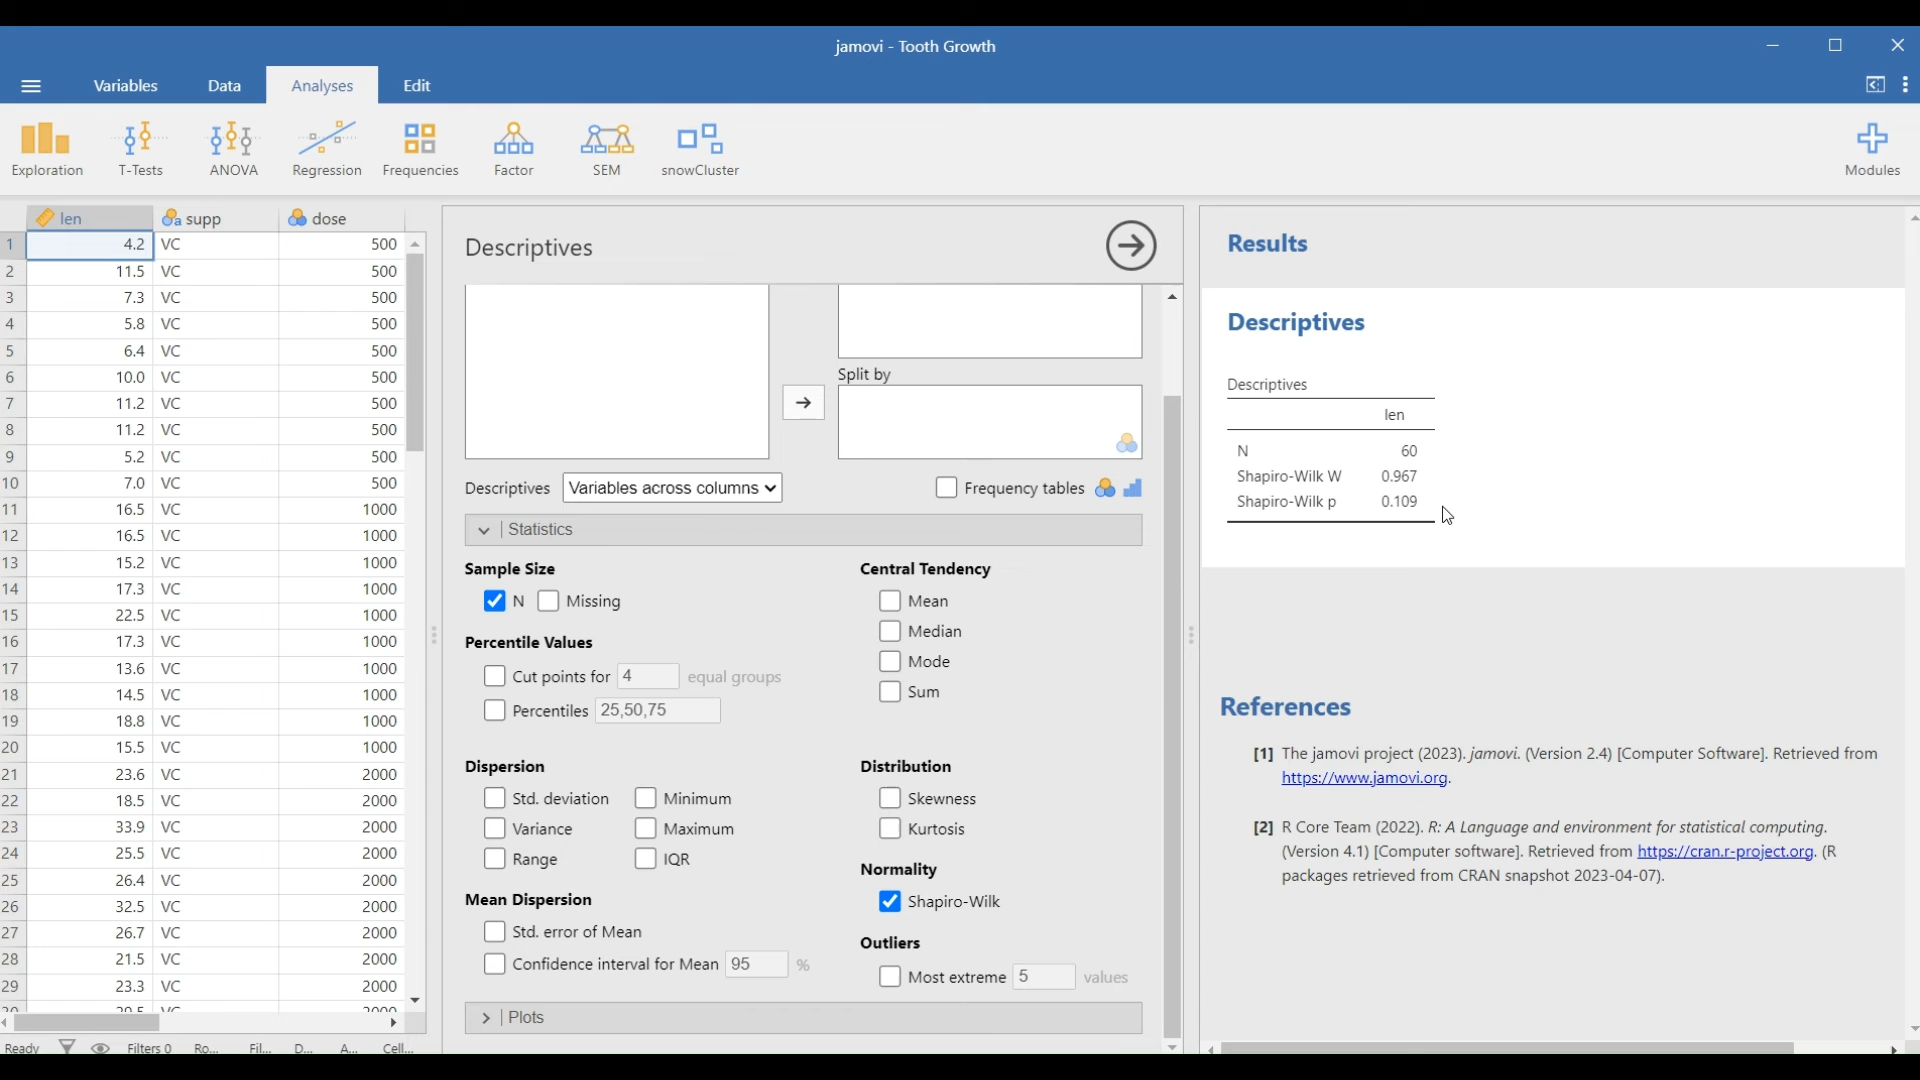 jamovi - Tooth Growth
Variables Data Analyses Edit
Exploration T-Tests ANOVA Regression Frequencies Factor SEM snowCluster Modules
len supp dose
1 4.2 VC 500
2 11.5 VC 500
3 7.3 VC 500
4 5.8 VC 500
5 6.4 VC 500
6 10.0 VC 500
7 11.2 VC 500
8 11.2 VC 500
9 5.2 VC 500
10 7.0 VC 500
11 16.5 VC 1000
12 16.5 VC 1000
13 15.2 VC 1000
14 17.3 VC 1000
15 22.5 VC 1000
16 17.3 VC 1000
17 13.6 VC 1000
18 14.5 VC 1000
19 18.8 VC 1000
20 15.5 VC 1000
21 23.6 VC 2000
22 18.5 VC 2000
23 33.9 VC 2000
24 25.5 VC 2000
25 26.4 VC 2000
26 32.5 VC 2000
27 26.7 VC 2000
28 21.5 VC 2000
29 23.3 VC 2000
Ready Filters 0 Ro... Fil... D... A... Cell...
Descriptives
Split by
Descriptives Variables across columns Frequency tables
Statistics
Sample Size
N Missing
Percentile Values
Cut points for 4 equal groups
Percentiles 25,50,75
Central Tendency
Mean
Median
Mode
Sum
Dispersion
Std. deviation Minimum
Variance Maximum
Range IQR
Mean Dispersion
Std. error of Mean
Confidence interval for Mean 95 %
Distribution
Skewness
Kurtosis
Normality
Shapiro-Wilk
Outliers
Most extreme 5 values
Plots
Results
Descriptives
Descriptives
len
N 60
Shapiro-Wilk W 0.967
Shapiro-Wilk p 0.109
References
[1] The jamovi project (2023). jamovi. (Version 2.4) [Computer Software]. Retrieved from
https://www.jamovi.org.
[2] R Core Team (2022). R: A Language and environment for statistical computing.
(Version 4.1) [Computer software]. Retrieved from https://cran.r-project.org. (R
packages retrieved from CRAN snapshot 2023-04-07).